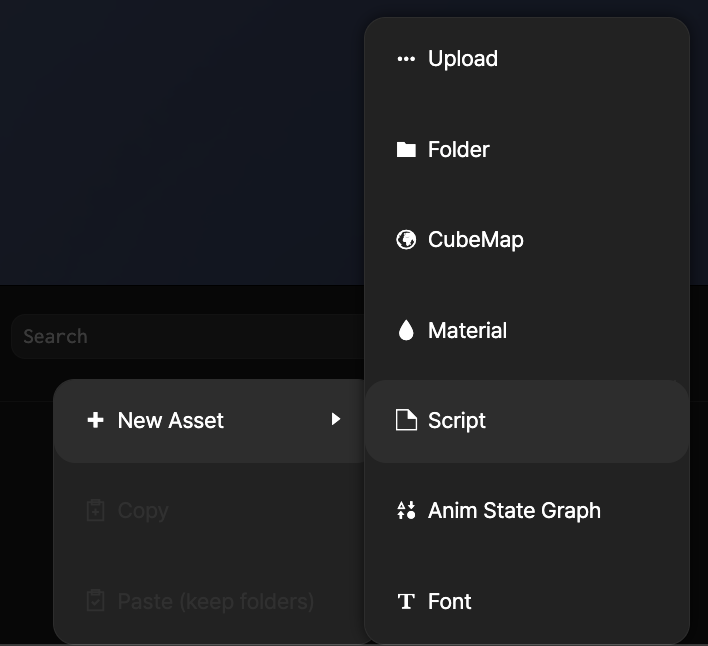 Search
New Asset
Copy
Paste (keep folders)
Upload
Folder
CubeMap
Material
Script
Anim State Graph
Font